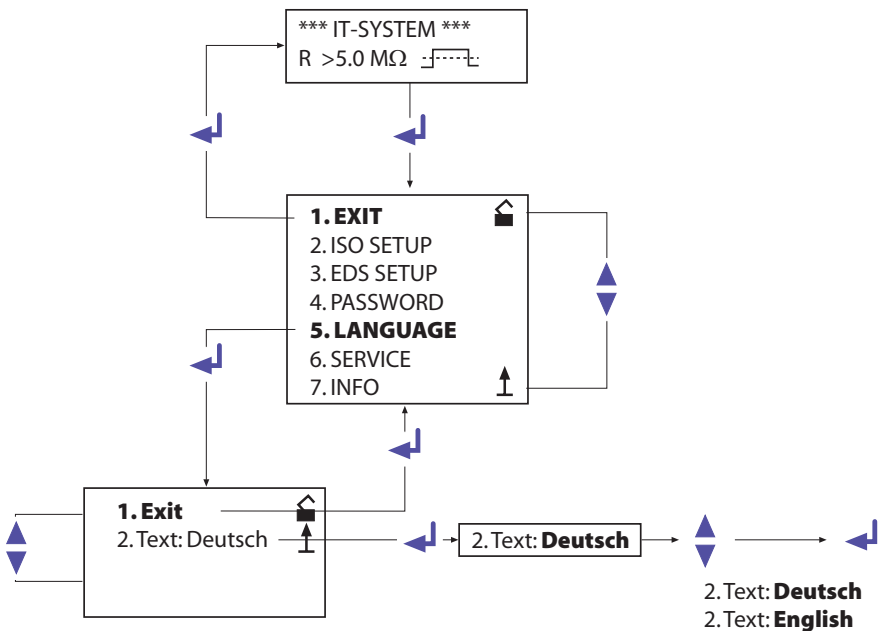 *** IT-SYSTEM ***
R >5.0 MΩ
1. EXIT
2. ISO SETUP
3. EDS SETUP
4. PASSWORD
5. LANGUAGE
6. SERVICE
7. INFO
1. Exit
2. Text: Deutsch
2. Text: Deutsch
2. Text: Deutsch
2. Text: English